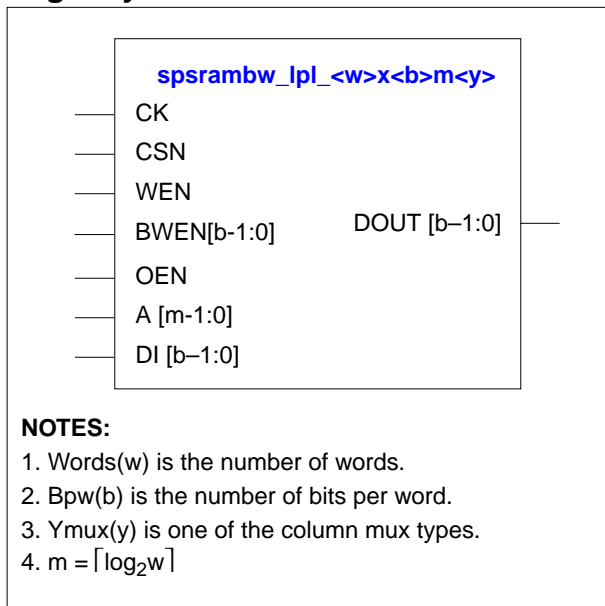 spsrambw_lpl_<w>x<b>m<y>
CK
CSN
WEN
BWEN[b-1:0]
DOUT [b–1:0]
OEN
A [m-1:0]
DI [b–1:0]
NOTES:
1. Words(w) is the number of words.
2. Bpw(b) is the number of bits per word.
3. Ymux(y) is one of the column mux types.
4. m = ⌈log₂w⌉